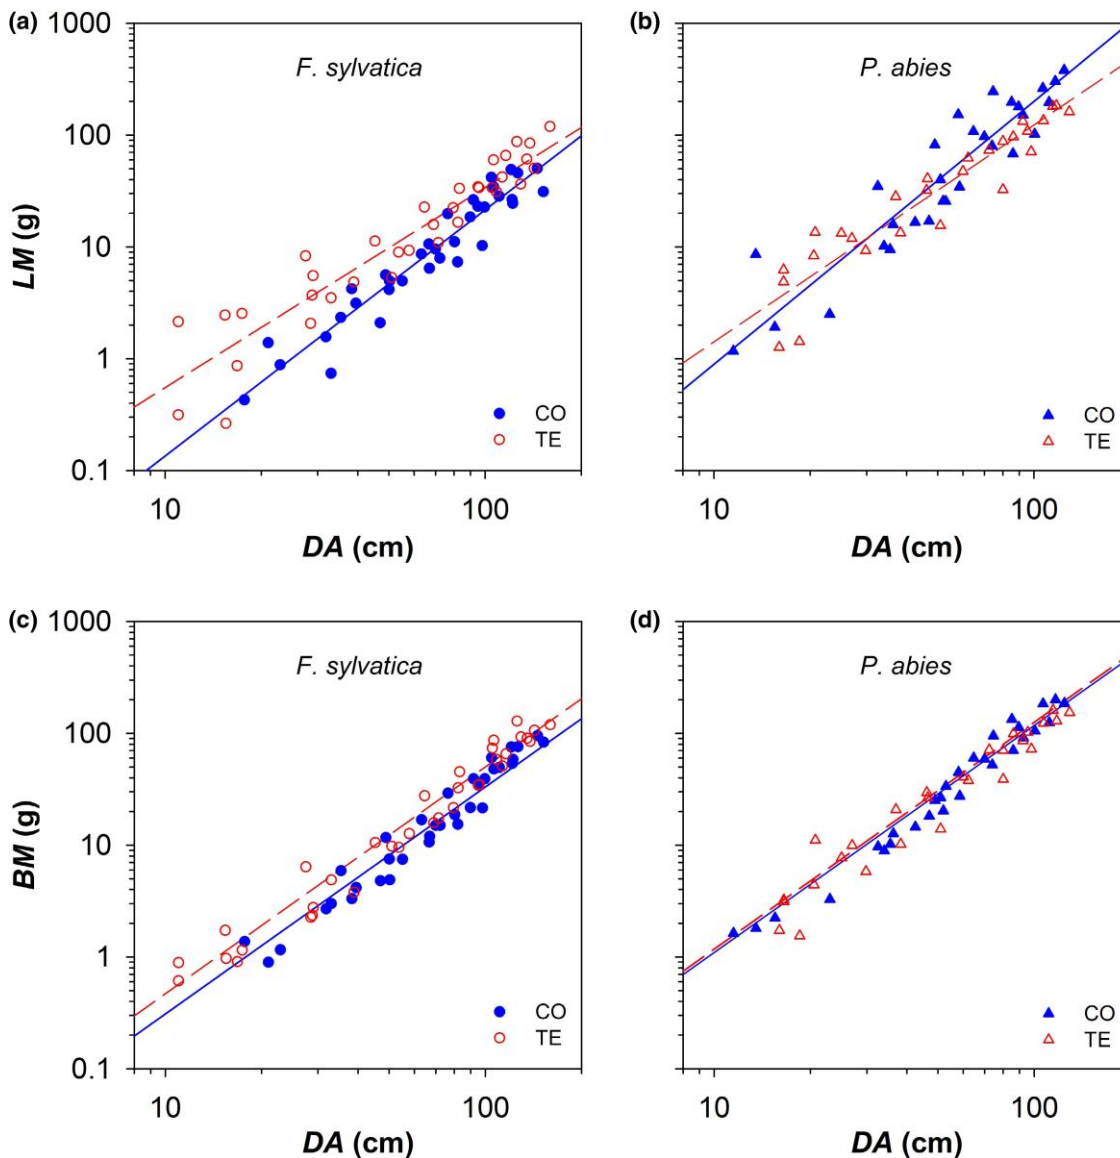 (a)
F. sylvatica
LM (g)
1000
100
10
1
0.1
10
100
DA (cm)
CO
TE
(b)
P. abies
10
100
DA (cm)
CO
TE
(c)
F. sylvatica
BM (g)
1000
100
10
1
0.1
10
100
DA (cm)
CO
TE
(d)
P. abies
10
100
DA (cm)
CO
TE